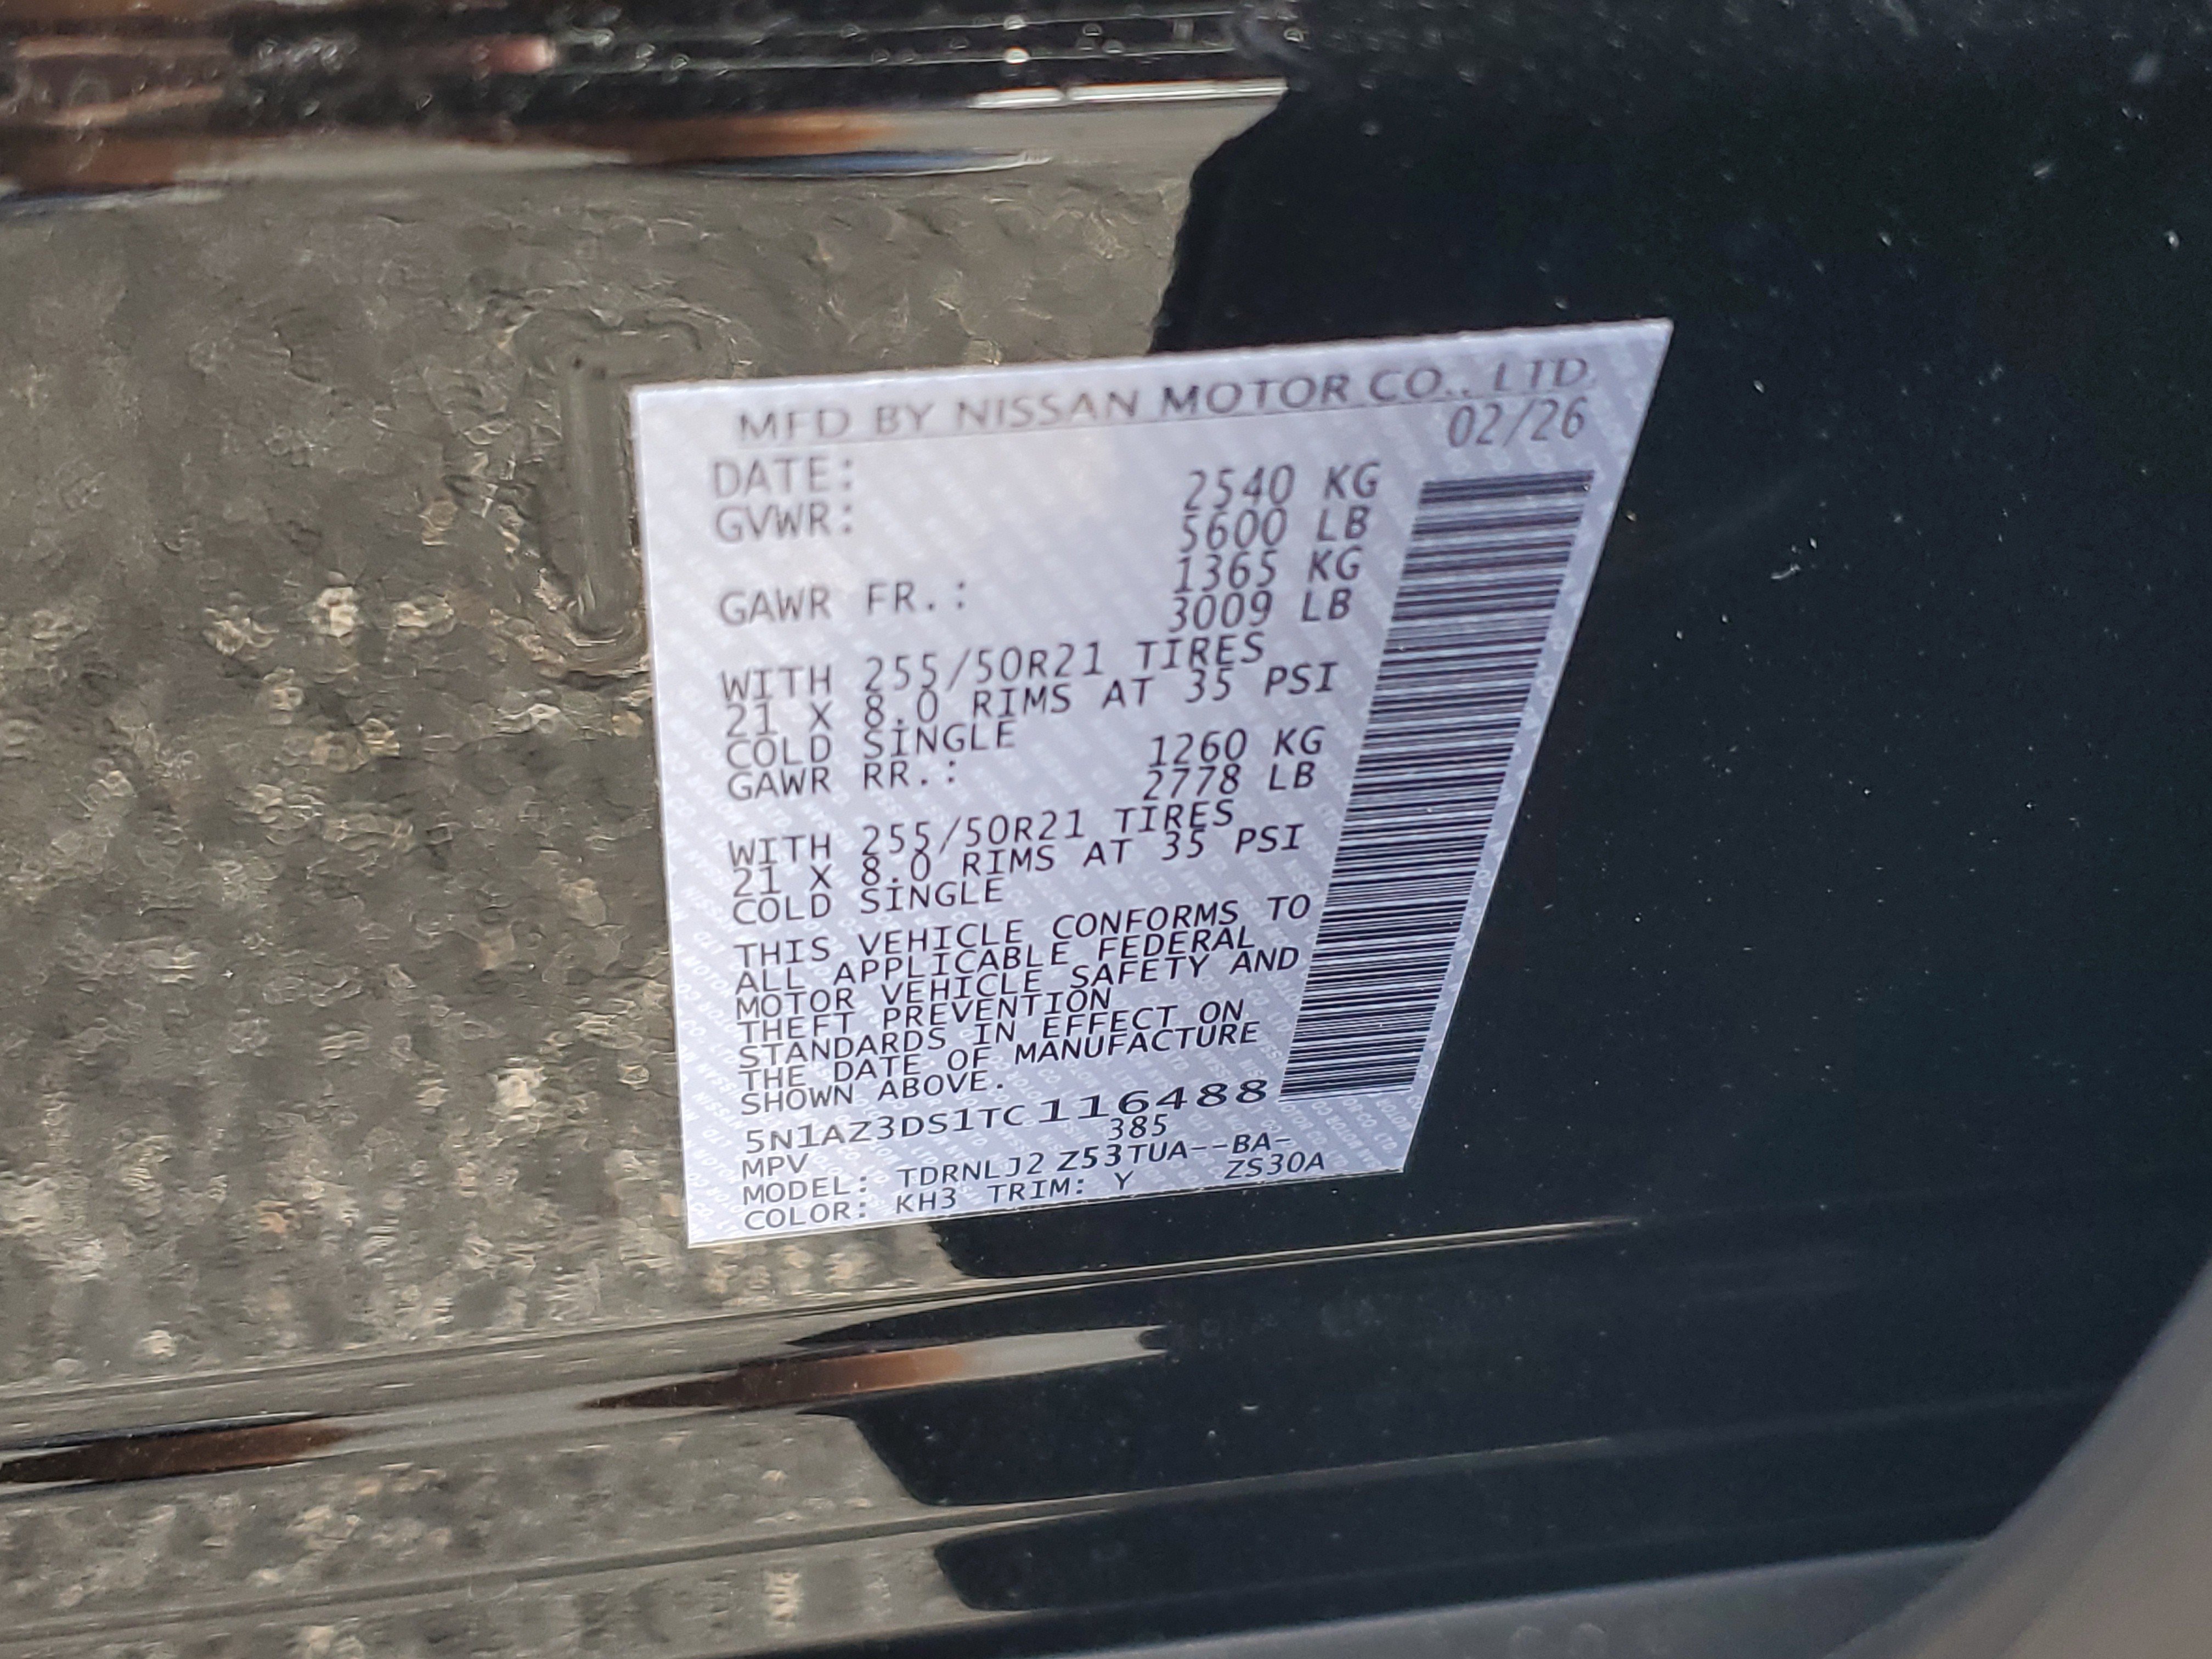 MFD BY NISSAN MOTOR CO., LTD.
DATE: 02/26
GVWR: 2540 KG
5600 LB
GAWR FR.: 1365 KG
3009 LB
WITH 255/50R21 TIRES
21 X 8.0 RIMS AT 35 PSI
COLD SINGLE
GAWR RR.: 1260 KG
2778 LB
WITH 255/50R21 TIRES
21 X 8.0 RIMS AT 35 PSI
COLD SINGLE
THIS VEHICLE CONFORMS TO
ALL APPLICABLE FEDERAL
MOTOR VEHICLE SAFETY AND
THEFT PREVENTION
STANDARDS IN EFFECT ON
THE DATE OF MANUFACTURE
SHOWN ABOVE.
5N1AZ3DS1TC116488
MPV 385
MODEL: TDRNLJ2 Z53TUA--BA-
COLOR: KH3 TRIM: Y ZS30A